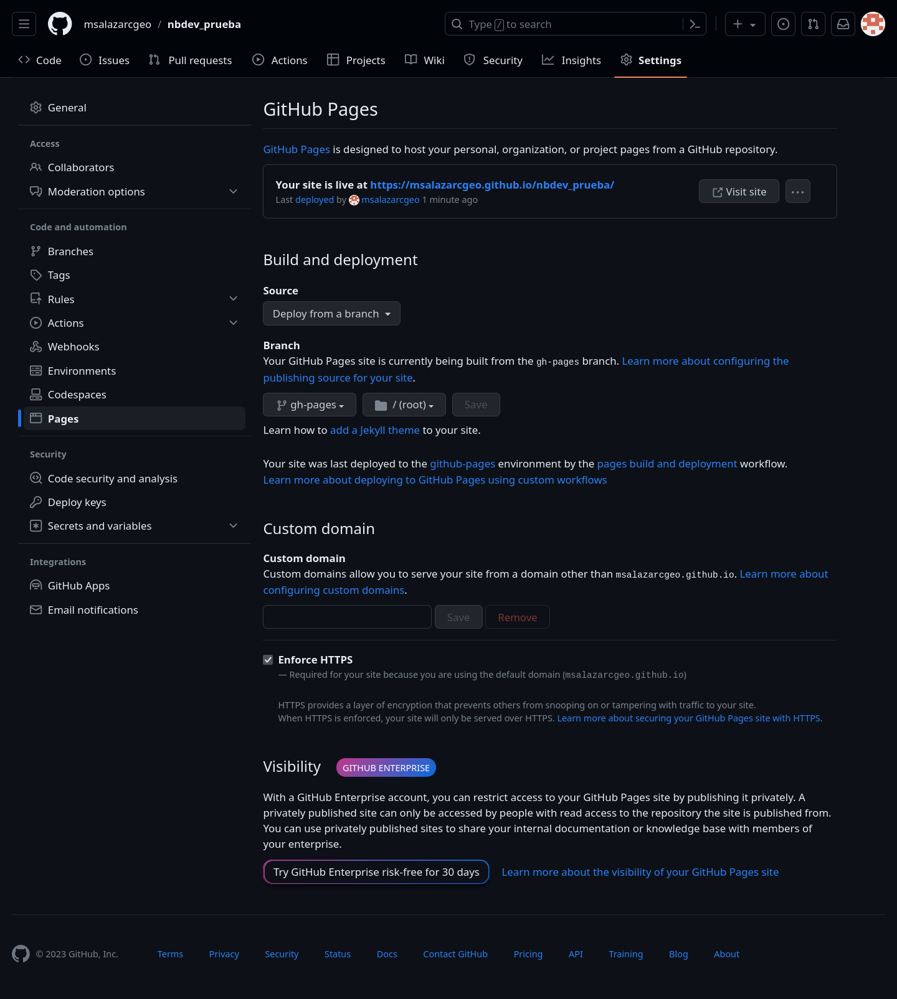 msalazarcgeo / nbdev_prueba
Type / to search
Code Issues Pull requests Actions Projects Wiki Security Insights Settings
General
Access
Collaborators
Moderation options
Code and automation
Branches
Tags
Rules
Actions
Webhooks
Environments
Codespaces
Pages
Security
Code security and analysis
Deploy keys
Secrets and variables
Integrations
GitHub Apps
Email notifications
GitHub Pages
GitHub Pages is designed to host your personal, organization, or project pages from a GitHub repository.
Your site is live at https://msalazarcgeo.github.io/nbdev_prueba/
Last deployed by msalazarcgeo 1 minute ago
Visit site
Build and deployment
Source
Deploy from a branch
Branch
Your GitHub Pages site is currently being built from the gh-pages branch. Learn more about configuring the
publishing source for your site.
gh-pages / (root) Save
Learn how to add a Jekyll theme to your site.
Your site was last deployed to the github-pages environment by the pages build and deployment workflow.
Learn more about deploying to GitHub Pages using custom workflows
Custom domain
Custom domain
Custom domains allow you to serve your site from a domain other than msalazarcgeo.github.io. Learn more about
configuring custom domains.
Save Remove
Enforce HTTPS
— Required for your site because you are using the default domain (msalazarcgeo.github.io)
HTTPS provides a layer of encryption that prevents others from snooping on or tampering with traffic to your site.
When HTTPS is enforced, your site will only be served over HTTPS. Learn more about securing your GitHub Pages site with HTTPS.
Visibility GITHUB ENTERPRISE
With a GitHub Enterprise account, you can restrict access to your GitHub Pages site by publishing it privately. A
privately published site can only be accessed by people with read access to the repository the site is published from.
You can use privately published sites to share your internal documentation or knowledge base with members of
your enterprise.
Try GitHub Enterprise risk-free for 30 days Learn more about the visibility of your GitHub Pages site
© 2023 GitHub, Inc. Terms Privacy Security Status Docs Contact GitHub Pricing API Training Blog About